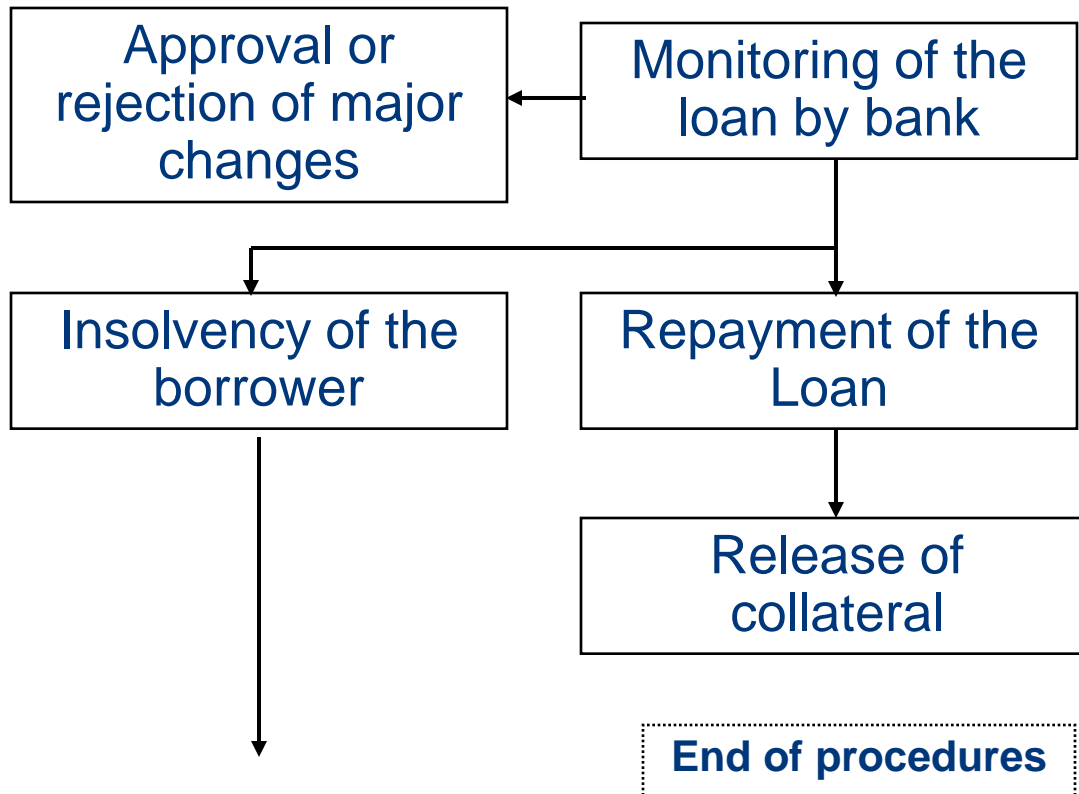 Approval or
rejection of major
changes
Monitoring of the
loan by bank
Insolvency of the
borrower
Repayment of the
Loan
Release of
collateral
End of procedures